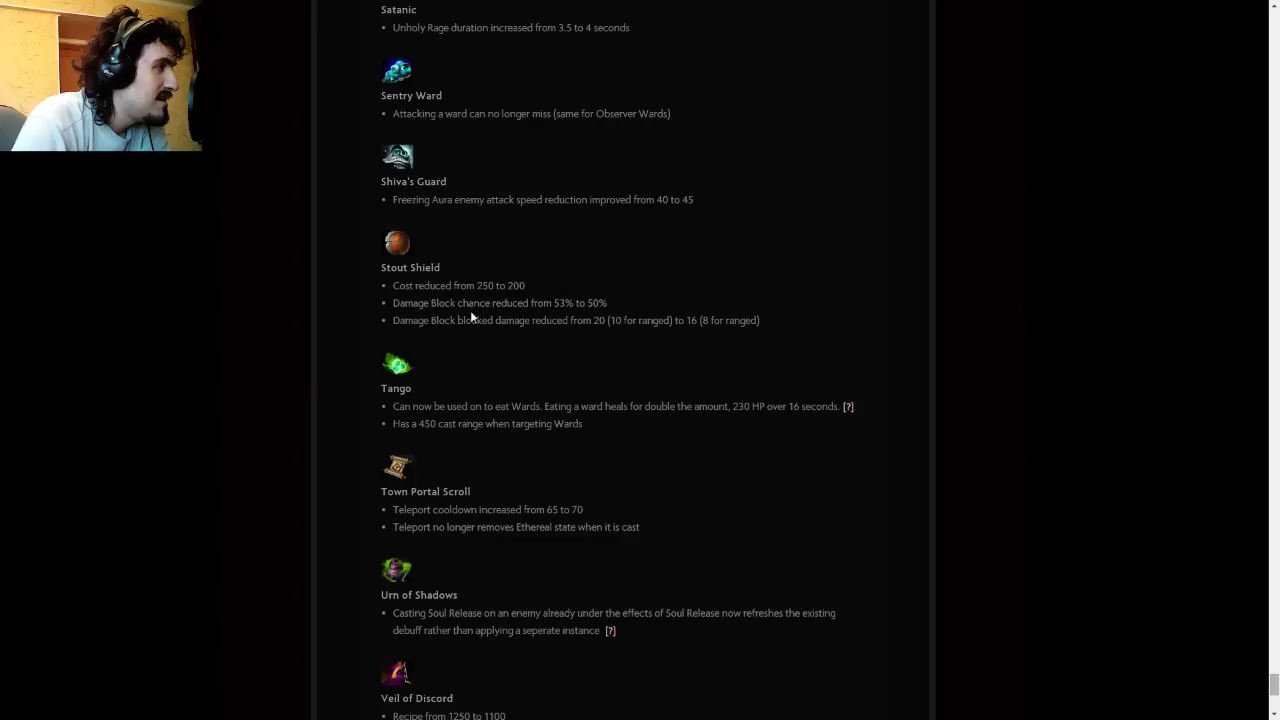 Satanic
• Unholy Rage duration increased from 3.5 to 4 seconds
Sentry Ward
• Attacking a ward can no longer miss (same for Observer Wards)
Shiva's Guard
• Freezing Aura enemy attack speed reduction improved from 40 to 45
Stout Shield
• Cost reduced from 250 to 200
• Damage Block chance reduced from 53% to 50%
• Damage Block blocked damage reduced from 20 (10 for ranged) to 16 (8 for ranged)
Tango
• Can now be used on to eat Wards. Eating a ward heals for double the amount, 230 HP over 16 seconds. [?]
• Has a 450 cast range when targeting Wards
Town Portal Scroll
• Teleport cooldown increased from 65 to 70
• Teleport no longer removes Ethereal state when it is cast
Urn of Shadows
• Casting Soul Release on an enemy already under the effects of Soul Release now refreshes the existing
debuff rather than applying a seperate instance [?]
Veil of Discord
• Recipe from 1250 to 1100